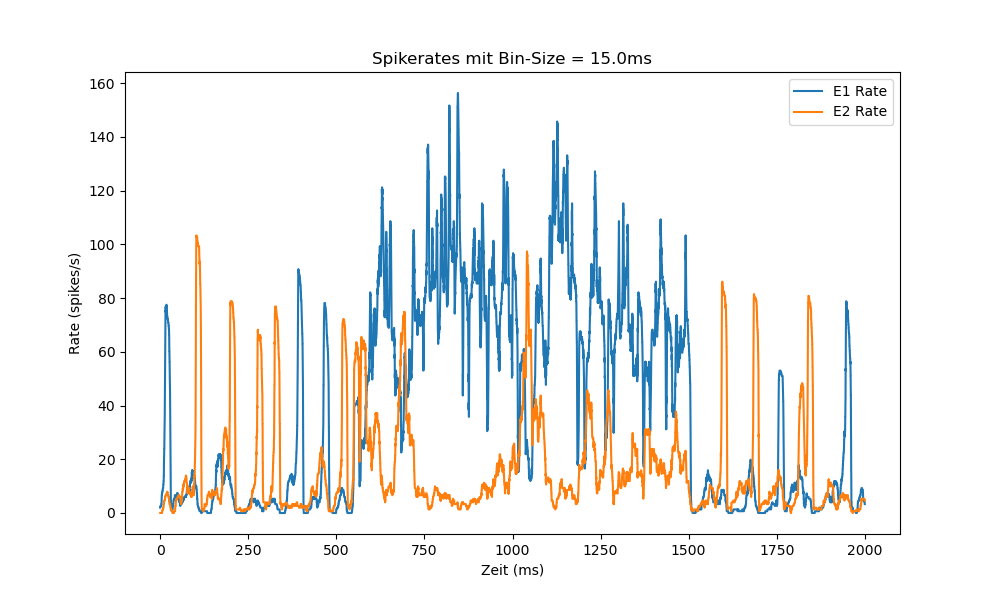 Spikerates mit Bin-Size = 15.0ms
E1 Rate
E2 Rate
Rate (spikes/s)
160
140
120
100
80
60
40
20
0
0 250 500 750 1000 1250 1500 1750 2000
Zeit (ms)